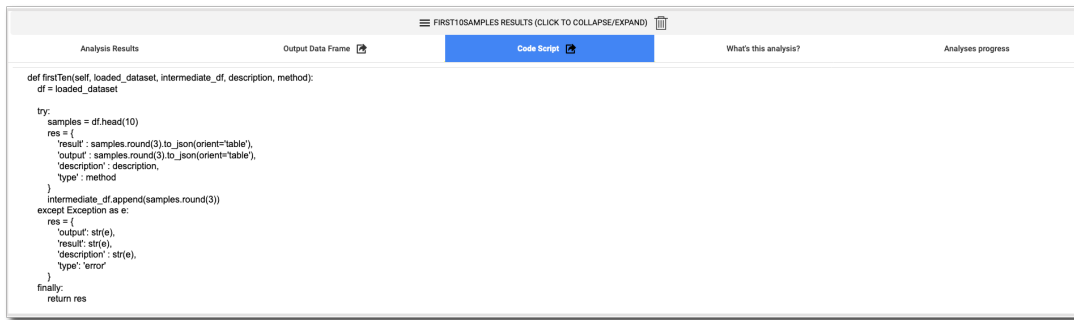 FIRST10SAMPLES RESULTS (CLICK TO COLLAPSE/EXPAND)
Analysis Results Output Data Frame Code Script What's this analysis? Analyses progress
def firstTen(self, loaded_dataset, intermediate_df, description, method):
df = loaded_dataset
try:
samples = df.head(10)
res = {
'result' : samples.round(3).to_json(orient='table'),
'output' : samples.round(3).to_json(orient='table'),
'description' : description,
'type' : method
}
intermediate_df.append(samples.round(3))
except Exception as e:
res = {
'output': str(e),
'result': str(e),
'description' : str(e),
'type': 'error'
}
finally:
return res